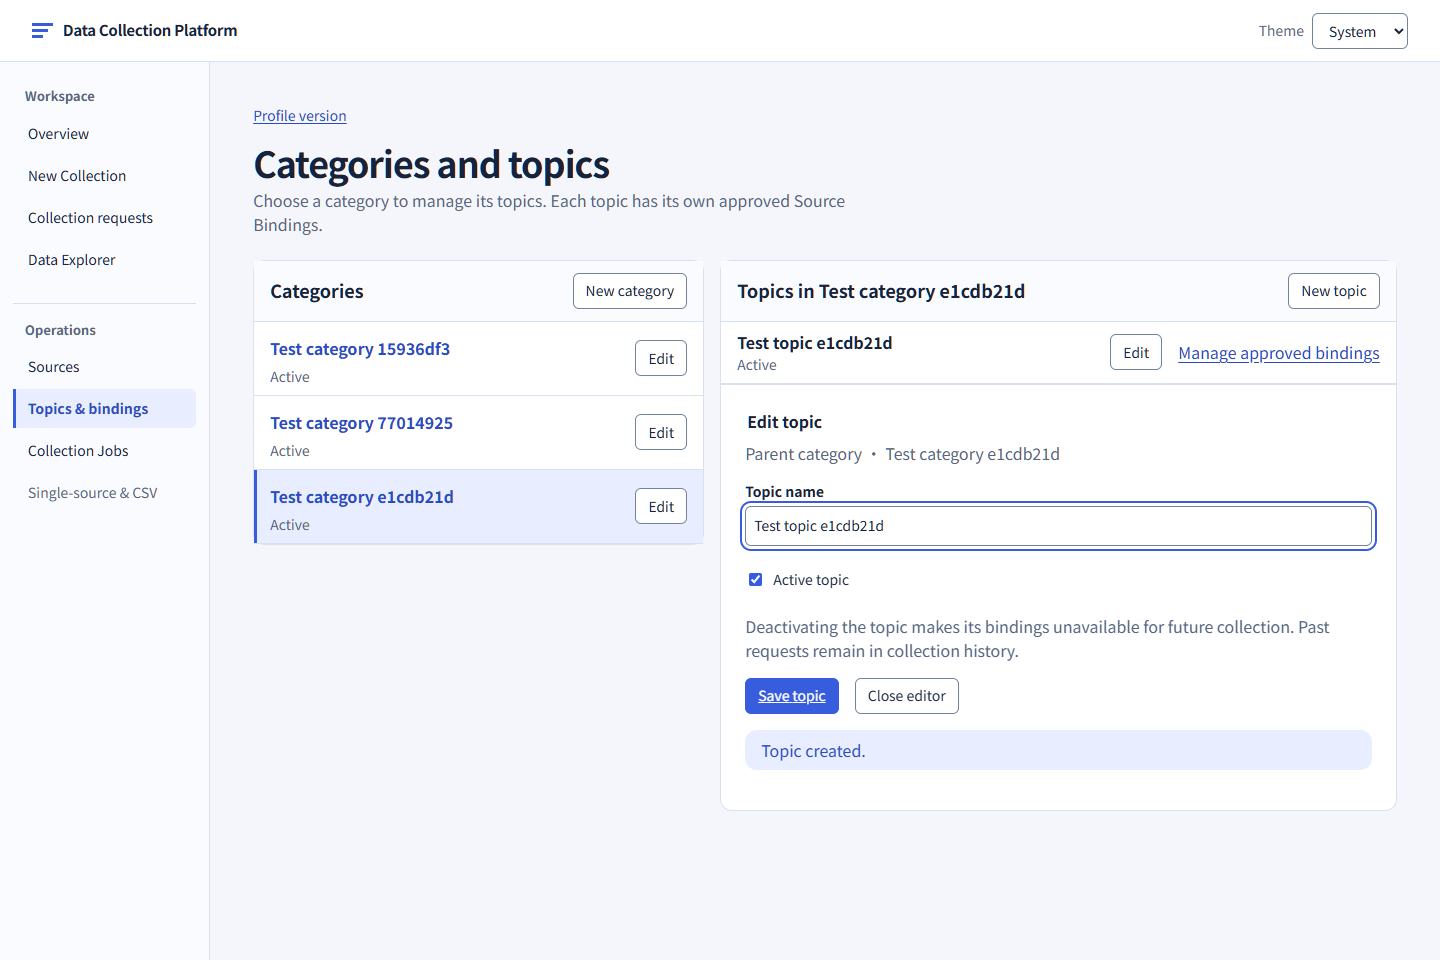 Data Collection Platform
Theme
System
Workspace
Overview
New Collection
Collection requests
Data Explorer
Operations
Sources
Topics & bindings
Collection Jobs
Single-source & CSV
Profile version
Categories and topics
Choose a category to manage its topics. Each topic has its own approved Source
Bindings.
Categories
New category
Test category 15936df3
Active
Edit
Test category 77014925
Active
Edit
Test category e1cdb21d
Active
Edit
Topics in Test category e1cdb21d
New topic
Test topic e1cdb21d
Active
Edit
Manage approved bindings
Edit topic
Parent category • Test category e1cdb21d
Topic name
Test topic e1cdb21d
Active topic
Deactivating the topic makes its bindings unavailable for future collection. Past
requests remain in collection history.
Save topic
Close editor
Topic created.